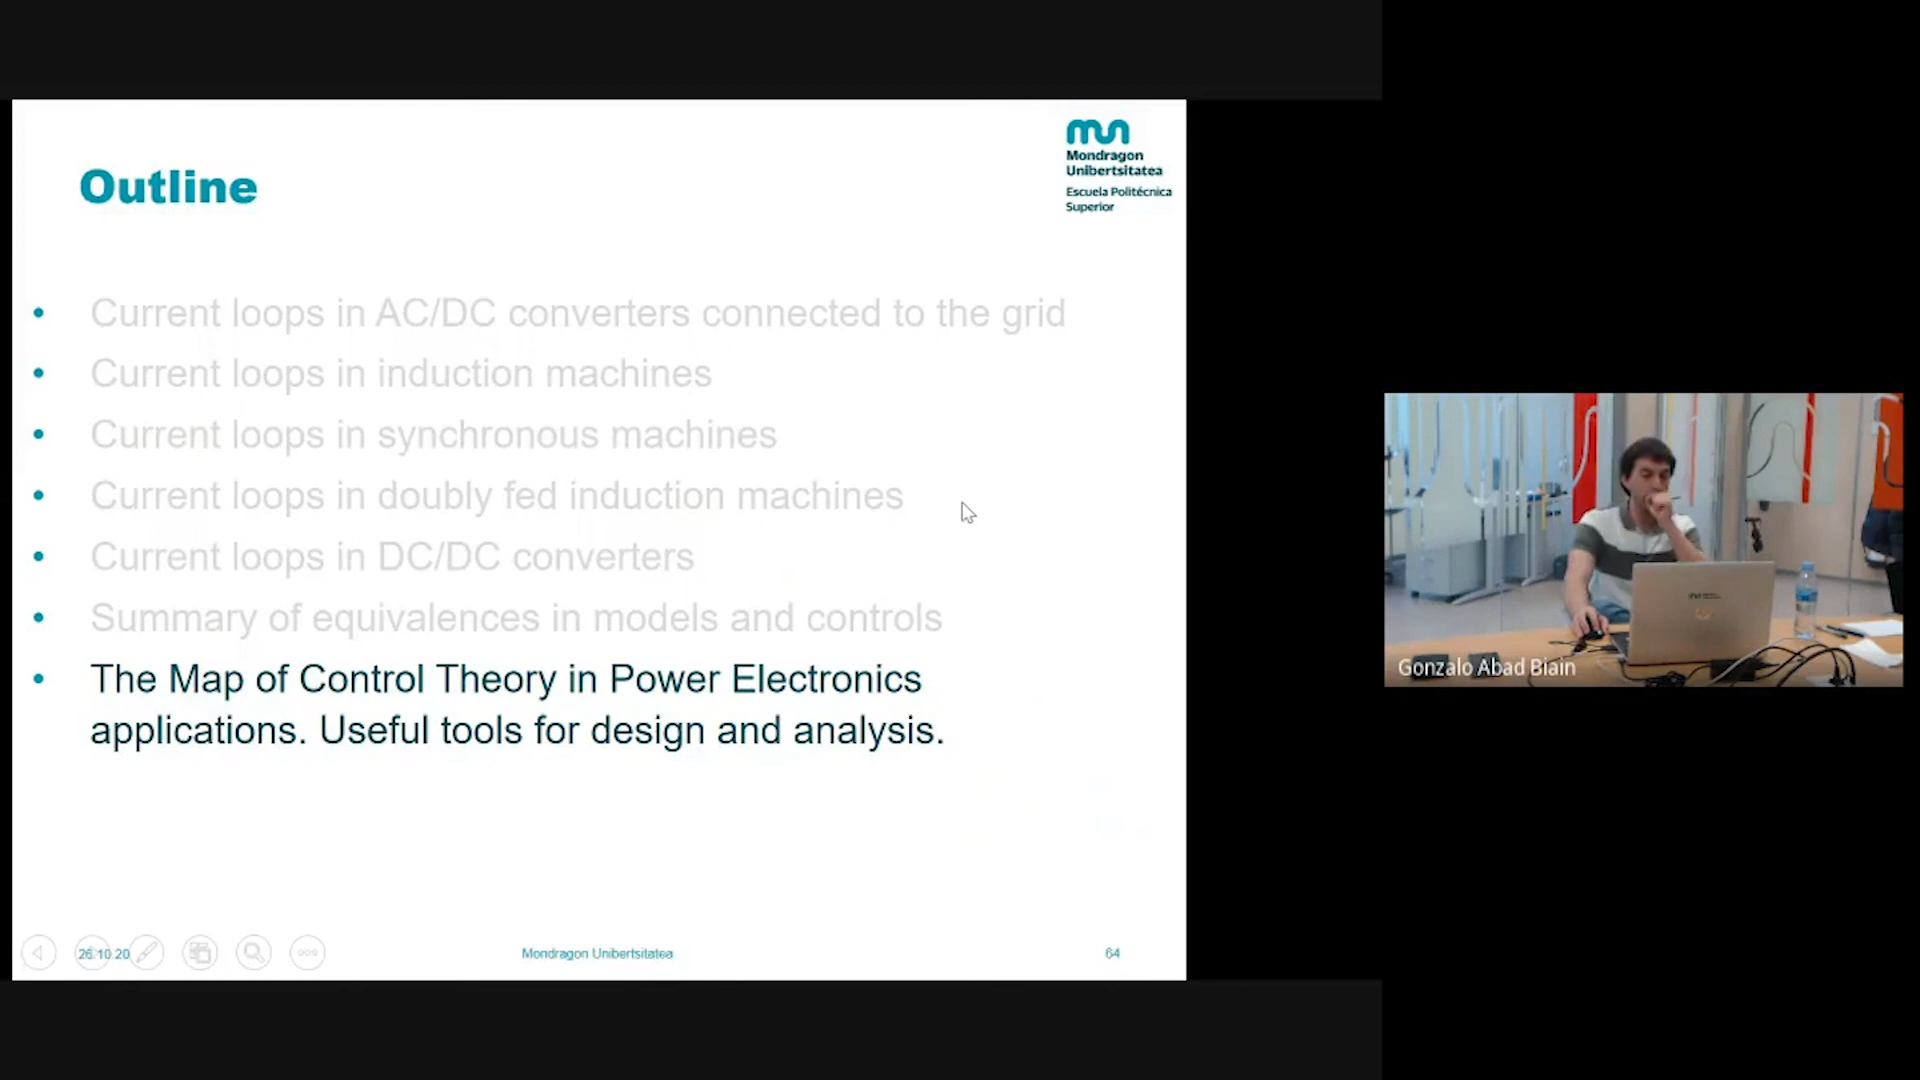 Outline
Mondragon
Unibertsitatea
Escuela Politécnica
Superior
• Current loops in AC/DC converters connected to the grid
• Current loops in induction machines
• Current loops in synchronous machines
• Current loops in doubly fed induction machines
• Current loops in DC/DC converters
• Summary of equivalences in models and controls
• The Map of Control Theory in Power Electronics
applications. Useful tools for design and analysis.
26.10.20
Mondragon Unibertsitatea
64
Gonzalo Abad Biain